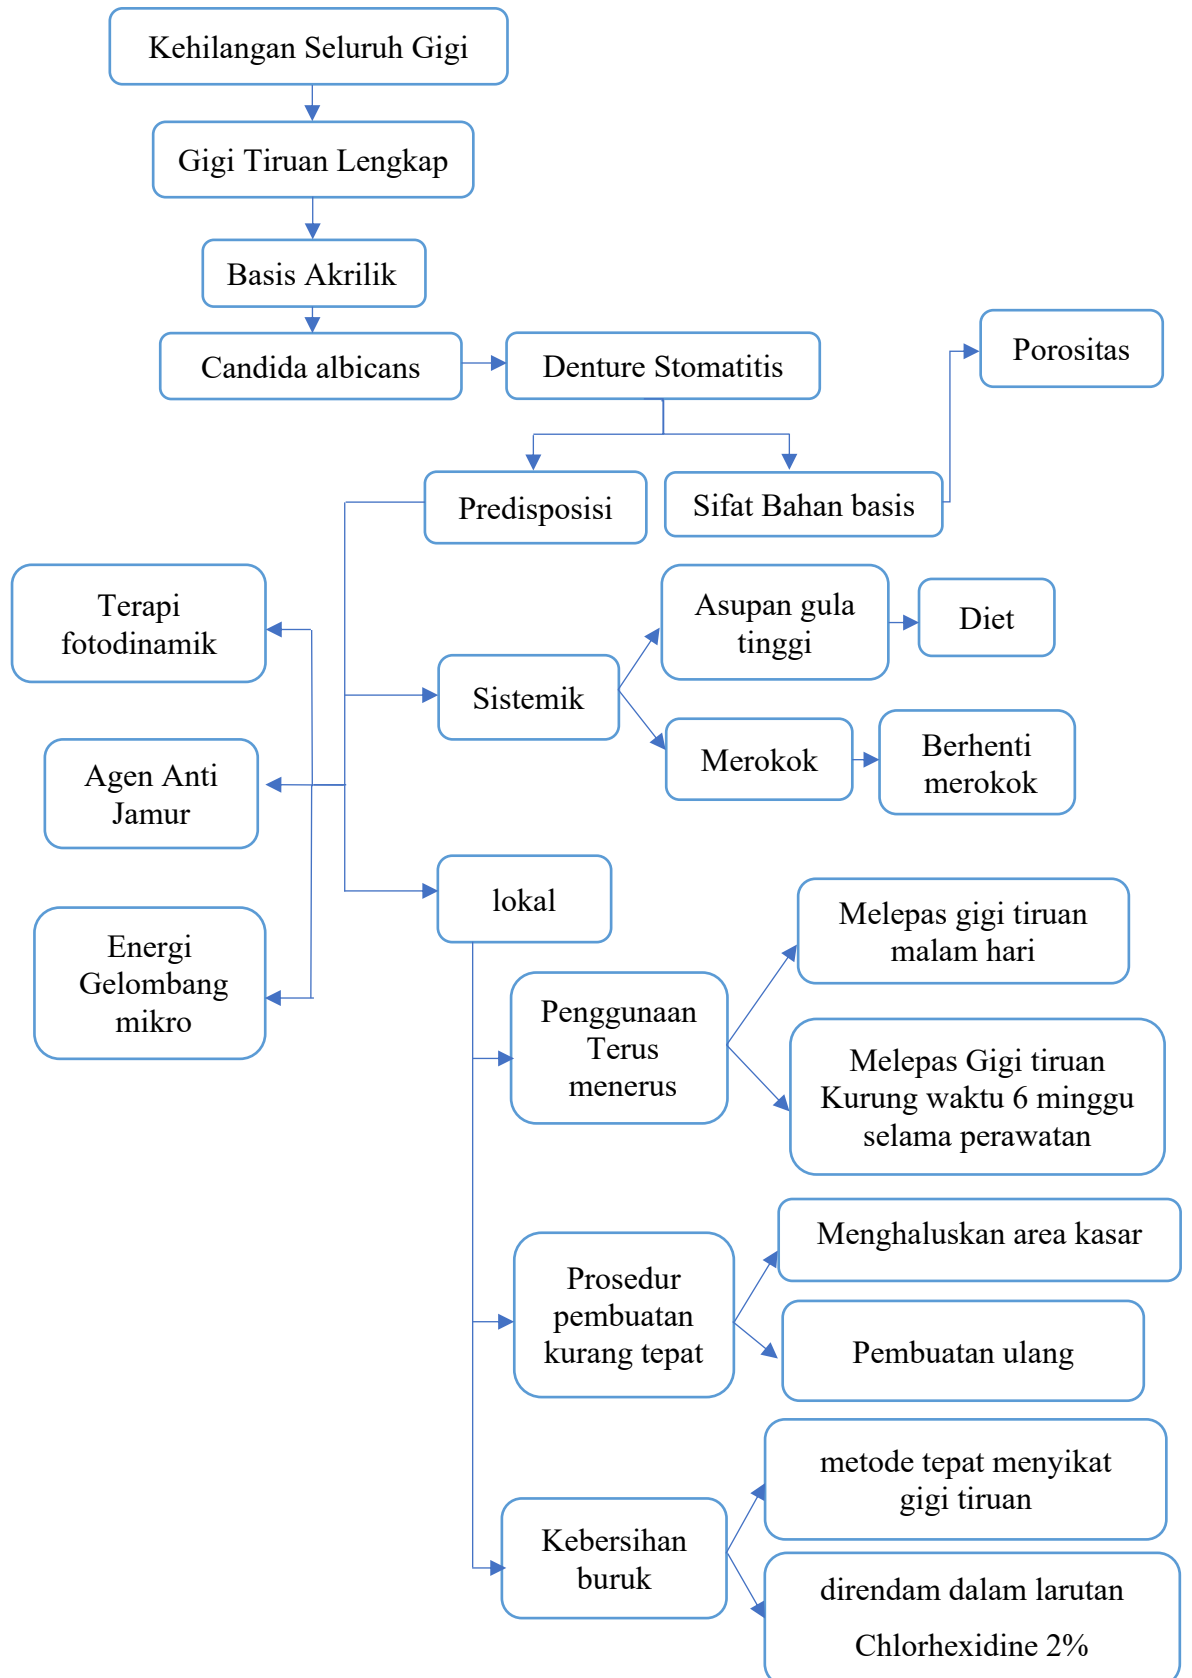 Kehilangan Seluruh Gigi
Gigi Tiruan Lengkap
Basis Akrilik
Candida albicans
Denture Stomatitis
Porositas
Predisposisi
Sifat Bahan basis
Terapi
fotodinamik
Agen Anti
Jamur
Energi
Gelombang
mikro
Sistemik
Asupan gula
tinggi
Diet
Merokok
Berhenti
merokok
lokal
Penggunaan
Terus
menerus
Melepas gigi tiruan
malam hari
Melepas Gigi tiruan
Kurung waktu 6 minggu
selama perawatan
Prosedur
pembuatan
kurang tepat
Menghaluskan area kasar
Pembuatan ulang
Kebersihan
buruk
metode tepat menyikat
gigi tiruan
direndam dalam larutan
Chlorhexidine 2%